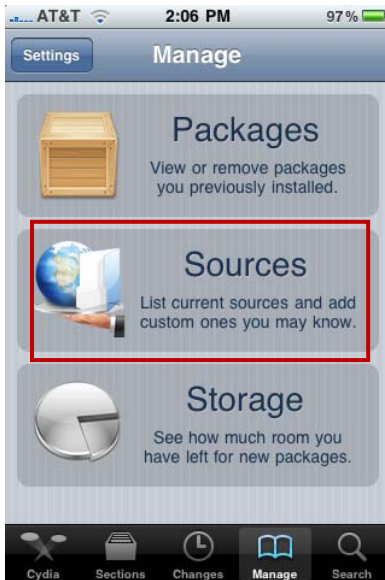 AT&T 2:06 PM 97%
Settings Manage
Packages
View or remove packages
you previously installed.
Sources
List current sources and add
custom ones you may know.
Storage
See how much room you
have left for new packages.
Cydia Sections Changes Manage Search